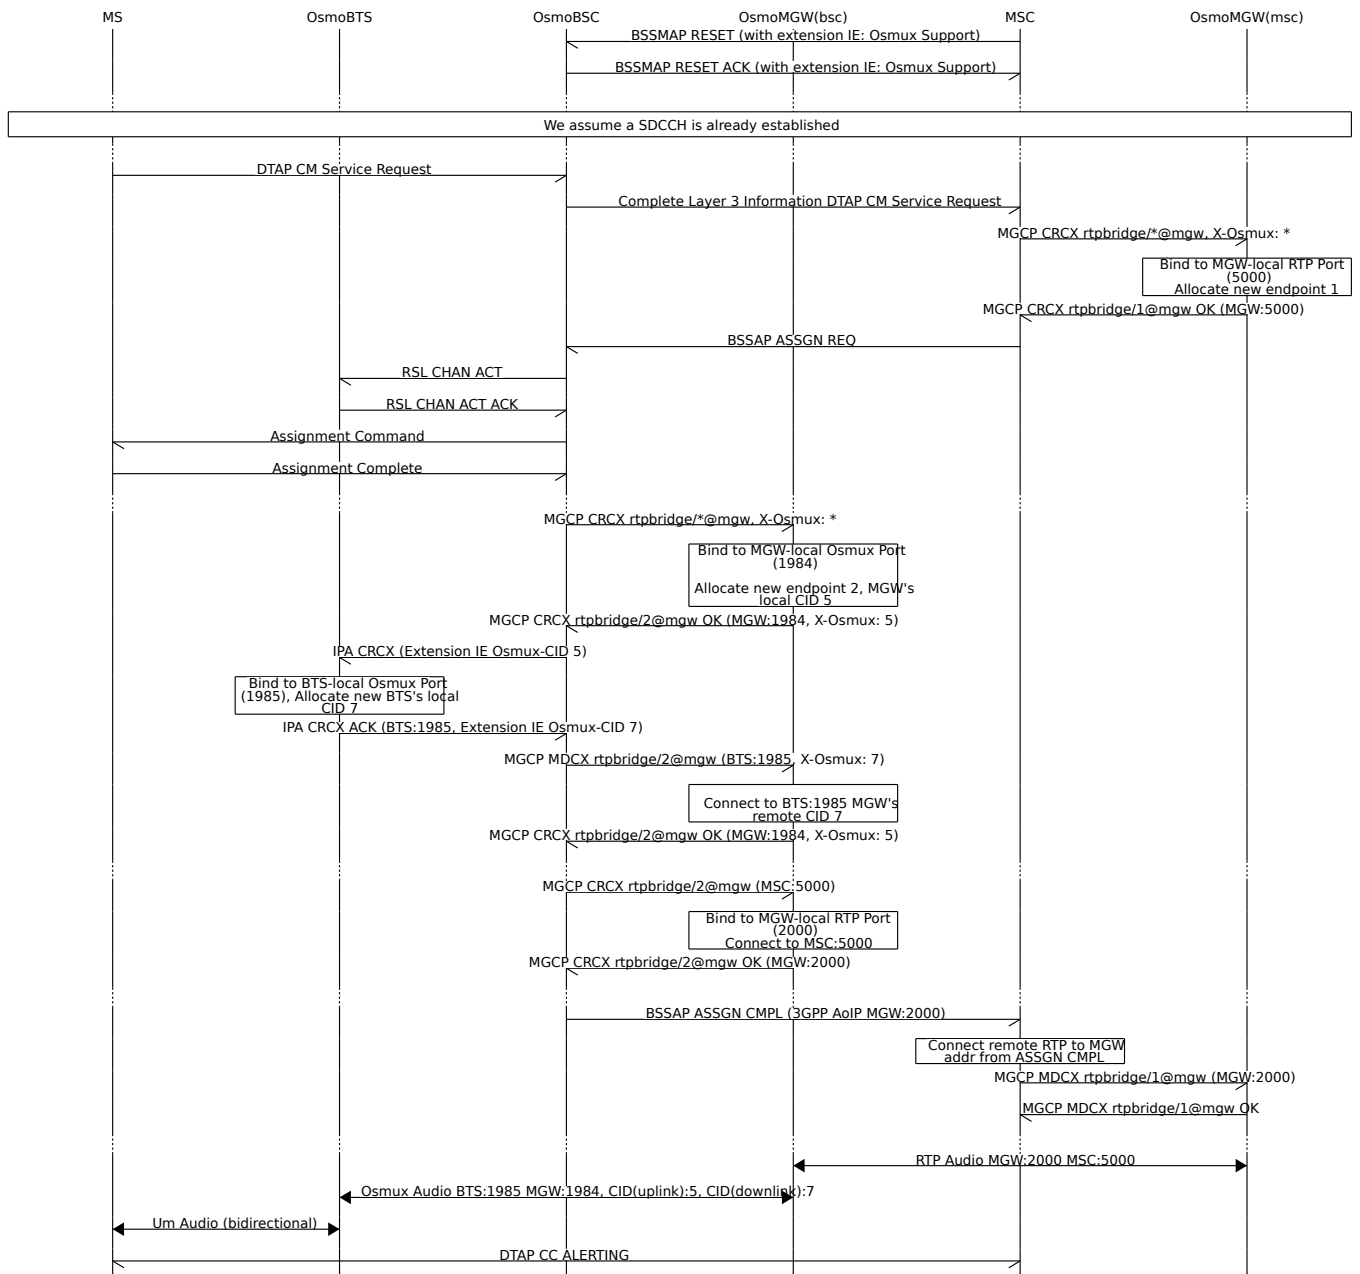 MS OsmoBTS OsmoBSC OsmoMGW(bsc) MSC OsmoMGW(msc)
BSSMAP RESET (with extension IE: Osmux Support)
BSSMAP RESET ACK (with extension IE: Osmux Support)
We assume a SDCCH is already established
DTAP CM Service Request
Complete Layer 3 Information DTAP CM Service Request
MGCP CRCX rtpbridge/*@mgw, X-Osmux: *
Bind to MGW-local RTP Port
(5000)
Allocate new endpoint 1
MGCP CRCX rtpbridge/1@mgw OK (MGW:5000)
BSSAP ASSGN REQ
RSL CHAN ACT
RSL CHAN ACT ACK
Assignment Command
Assignment Complete
MGCP CRCX rtpbridge/*@mgw, X-Osmux: *
Bind to MGW-local Osmux Port
(1984)
Allocate new endpoint 2, MGW's
local CID 5
MGCP CRCX rtpbridge/2@mgw OK (MGW:1984, X-Osmux: 5)
IPA CRCX (Extension IE Osmux-CID 5)
Bind to BTS-local Osmux Port
(1985), Allocate new BTS's local
CID 7
IPA CRCX ACK (BTS:1985, Extension IE Osmux-CID 7)
MGCP MDCX rtpbridge/2@mgw (BTS:1985, X-Osmux: 7)
Connect to BTS:1985 MGW's
remote CID 7
MGCP CRCX rtpbridge/2@mgw OK (MGW:1984, X-Osmux: 5)
MGCP CRCX rtpbridge/2@mgw (MSC:5000)
Bind to MGW-local RTP Port
(2000)
Connect to MSC:5000
MGCP CRCX rtpbridge/2@mgw OK (MGW:2000)
BSSAP ASSGN CMPL (3GPP AoIP MGW:2000)
Connect remote RTP to MGW
addr from ASSGN CMPL
MGCP MDCX rtpbridge/1@mgw (MGW:2000)
MGCP MDCX rtpbridge/1@mgw OK
RTP Audio MGW:2000 MSC:5000
Osmux Audio BTS:1985 MGW:1984, CID(uplink):5, CID(downlink):7
Um Audio (bidirectional)
DTAP CC ALERTING